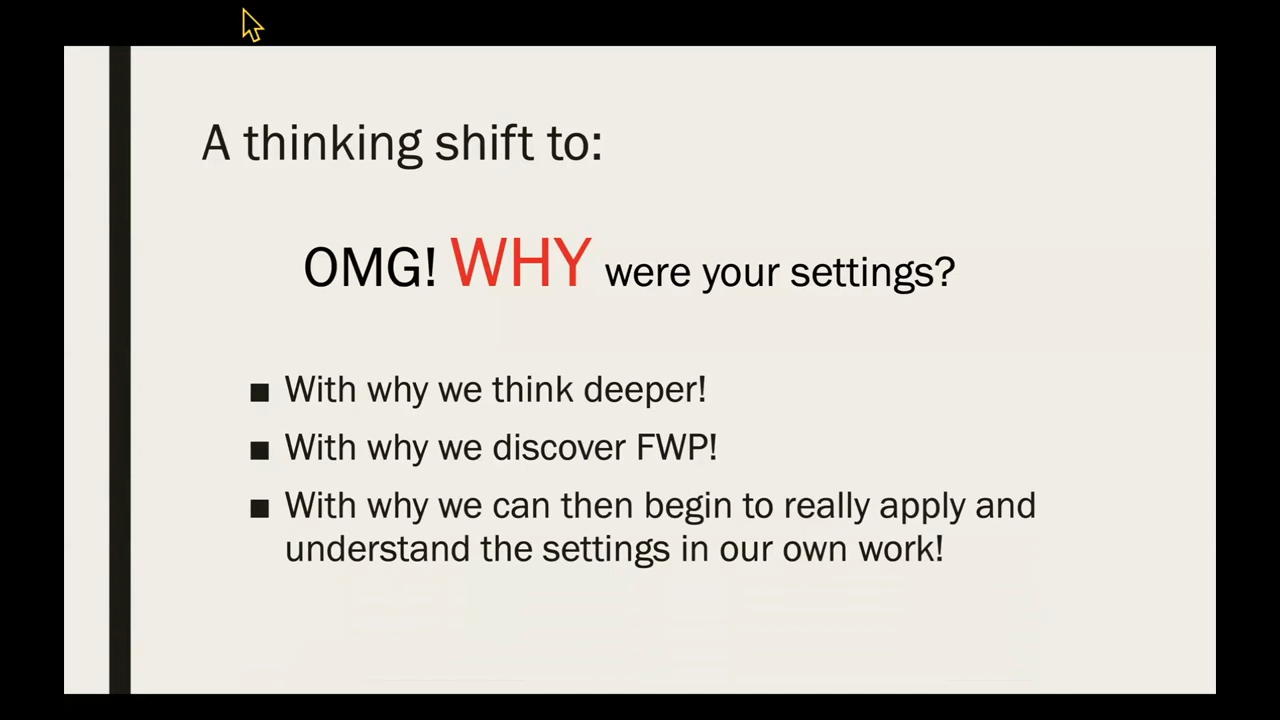 A thinking shift to:
OMG! WHY were your settings?
■ With why we think deeper!
■ With why we discover FWP!
■ With why we can then begin to really apply and
understand the settings in our own work!